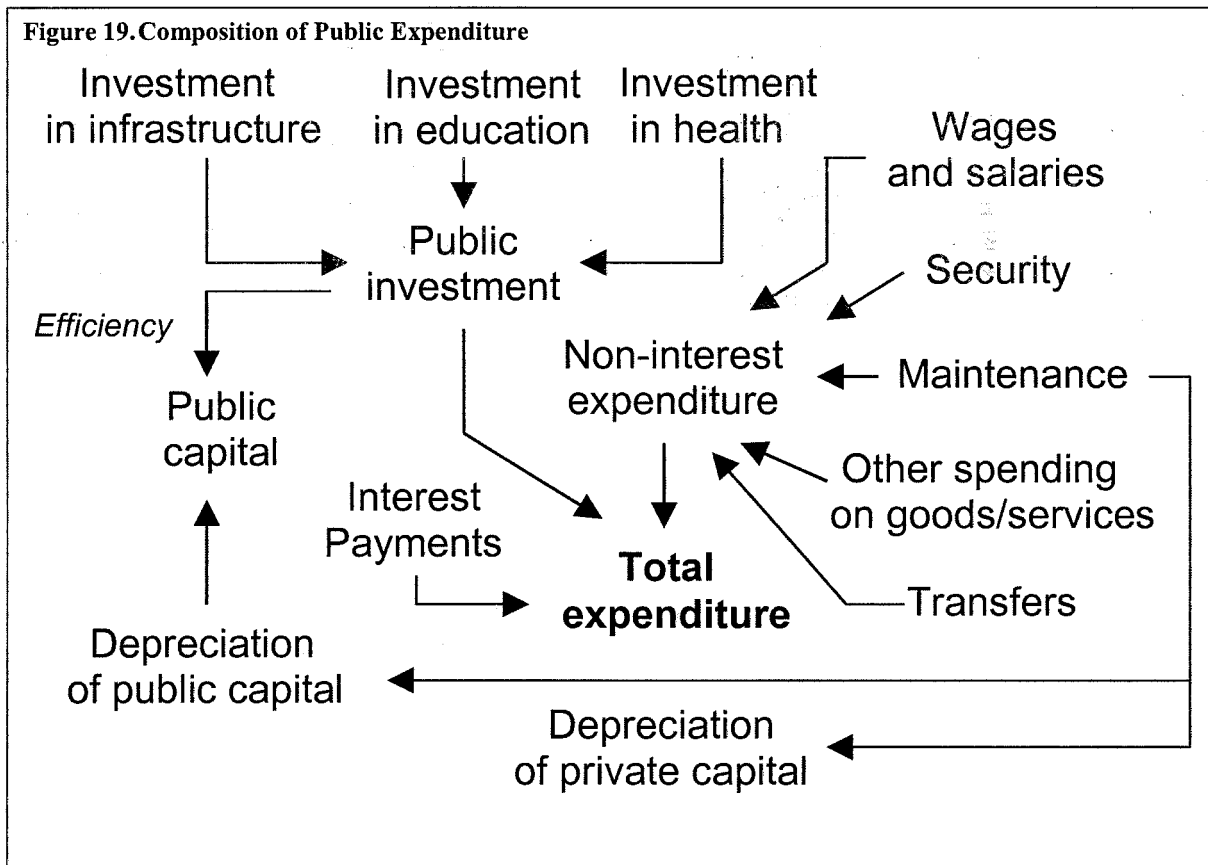 Figure 19.Composition of Public Expenditure
Investment
in infrastructure
Investment
in education
Investment
in health
Wages
and salaries
Public
investment
Security
Efficiency
Non-interest
expenditure
Maintenance
Public
capital
Other spending
on goods/services
Interest
Payments
Total
expenditure
Transfers
Depreciation
of public capital
Depreciation
of private capital